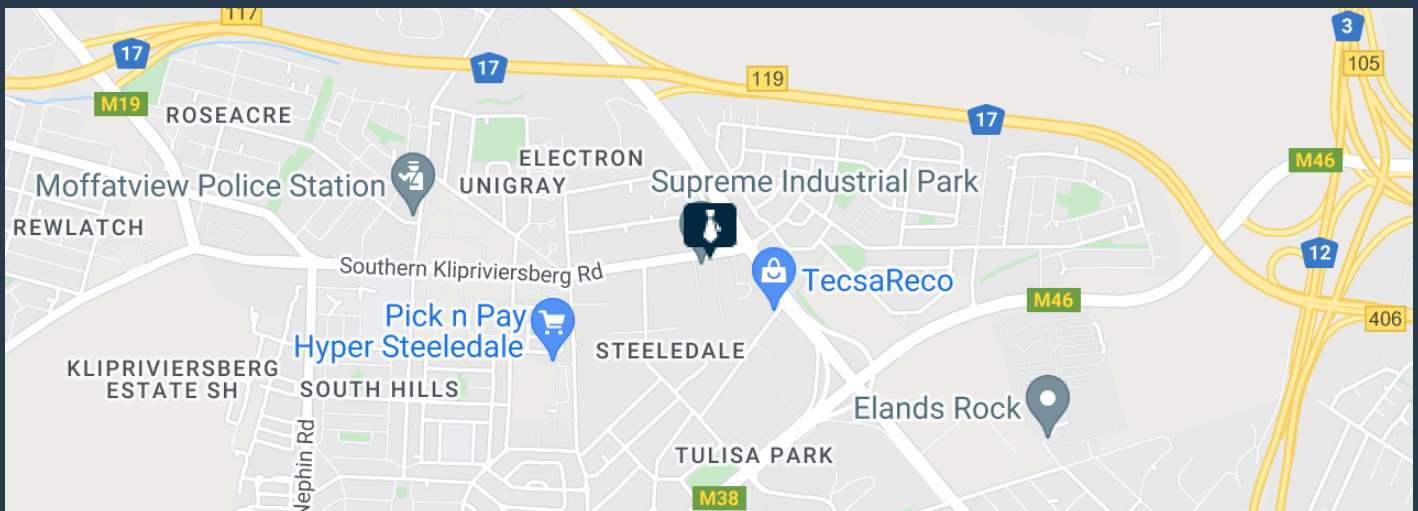 117
3
17
105
17
119
M19
17
ROSEACRE
ELECTRON
M46
Moffatview Police Station
UNIGRAY
Supreme Industrial Park
REWLATCH
12
Southern Klipriviersberg Rd
TecsaReco
M46
Pick n Pay
Hyper Steeledale
406
STEELEDALE
KLIPRIVIERSBERG
ESTATE SH
SOUTH HILLS
Elands Rock
Nephin Rd
TULISA PARK
M38